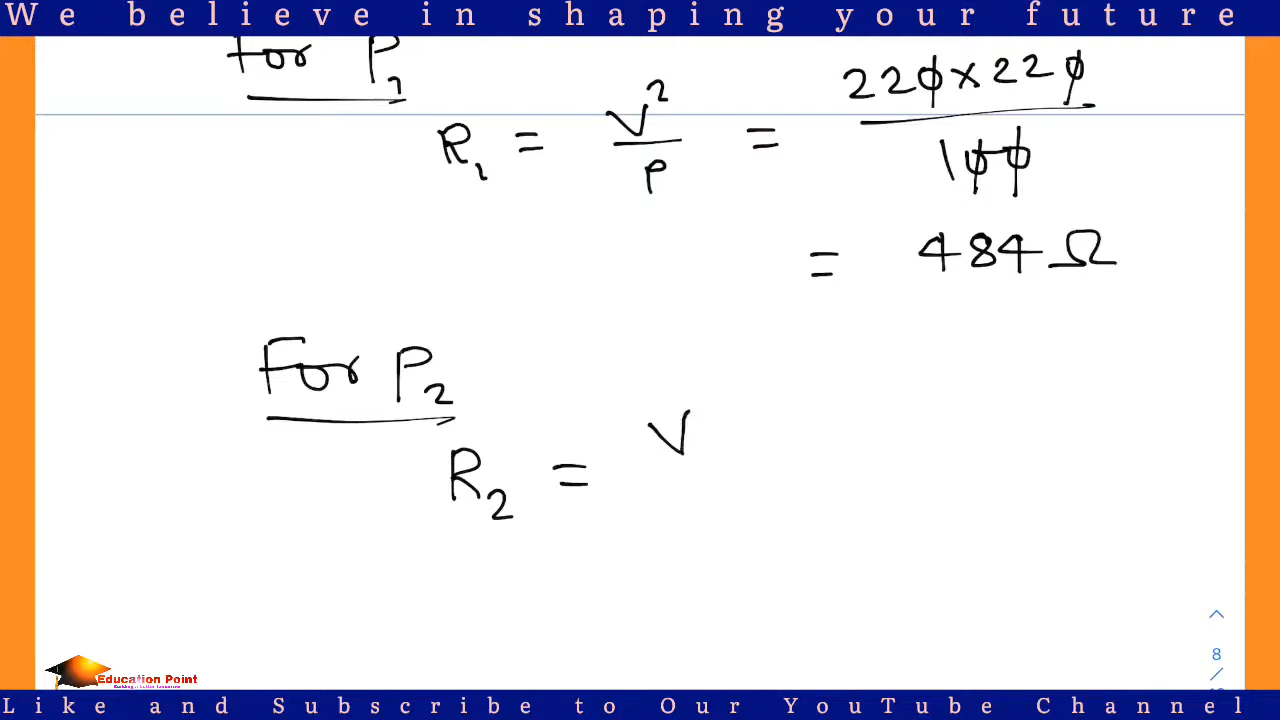 We believe in shaping your future
For P1
R1 = V² / P = 220 x 220 / 100
= 484 Ω
For P2
R2 = V
8
/
Education Point
Like and Subscribe to Our YouTube Channel